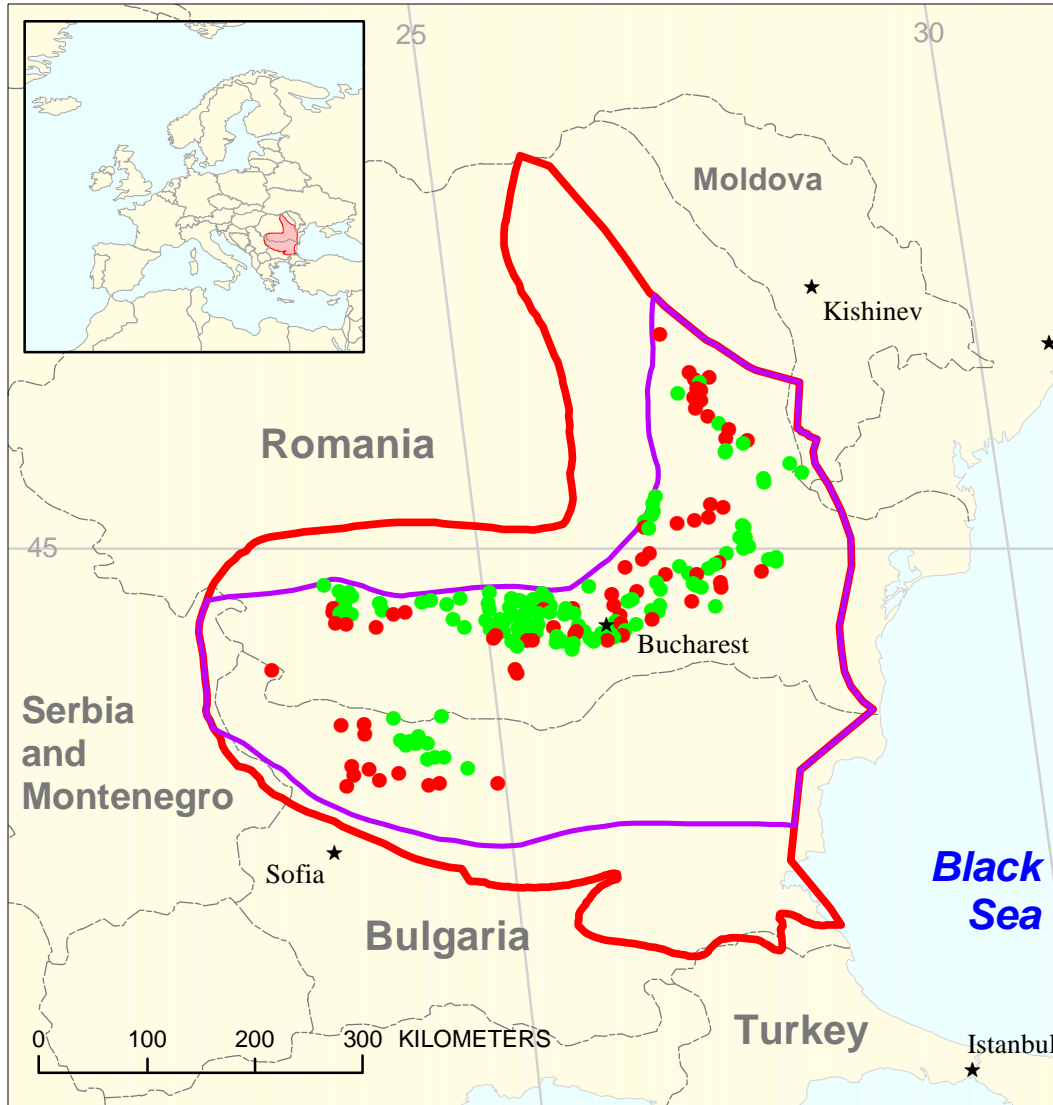 25
30
Moldova
Kishinev
Romania
45
Bucharest
Serbia
and
Montenegro
Sofia
Black
Sea
Bulgaria
0 100 200 300 KILOMETERS
Turkey
Istanbul